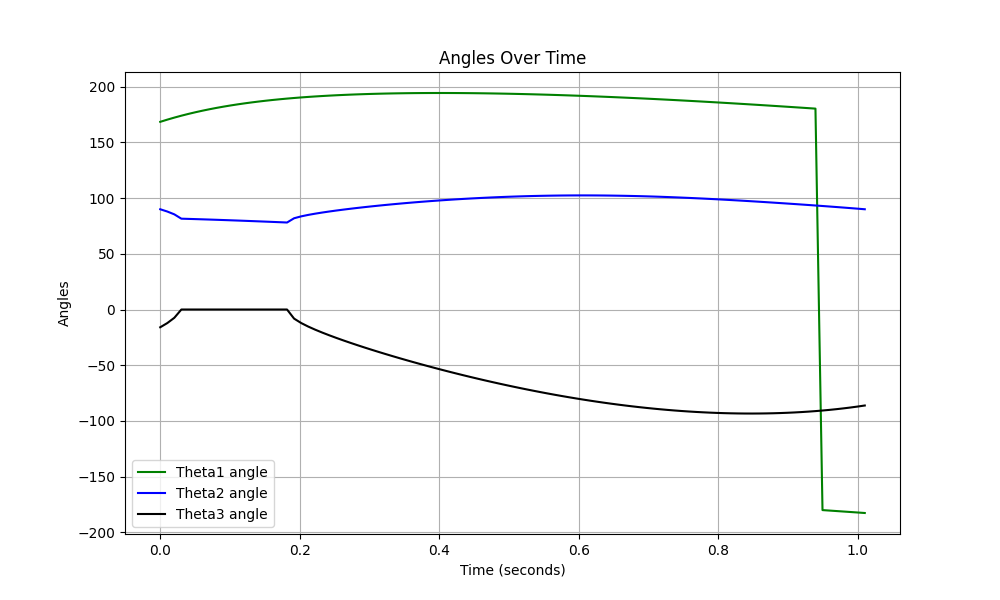 Angles Over Time
Angles
200
150
100
50
0
−50
−100
−150
−200
Theta1 angle
Theta2 angle
Theta3 angle
0.0 0.2 0.4 0.6 0.8 1.0
Time (seconds)